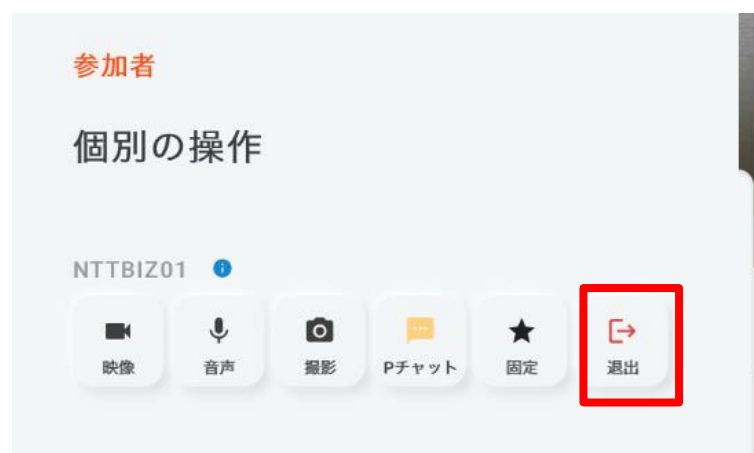 参加者
個別の操作
NTTBIZ01
映像 音声 撮影 Pチャット 固定 退出